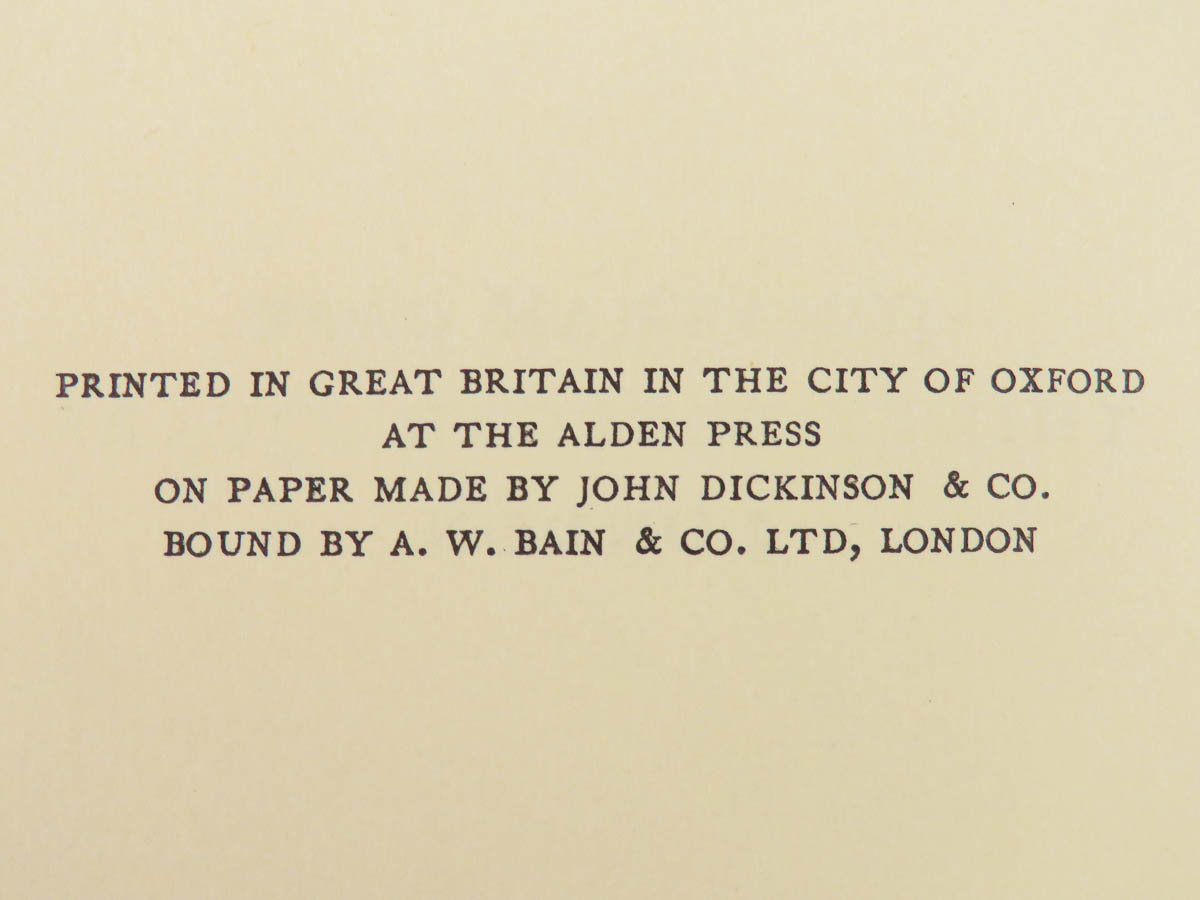 PRINTED IN GREAT BRITAIN IN THE CITY OF OXFORD
AT THE ALDEN PRESS
ON PAPER MADE BY JOHN DICKINSON & CO.
BOUND BY A. W. BAIN & CO. LTD, LONDON